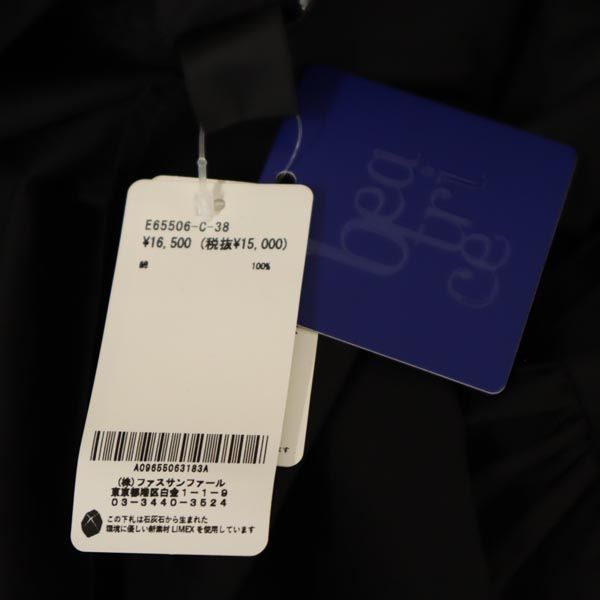 bea
tri
ce
E65506-C-38
¥16,500 (税抜¥15,000)
綿 100%
A09655063183A
(株)ファスサンファール
東京都港区白金1-1-9
03-3440-3524
この下札は石灰石から生まれた
環境に優しい新素材 LIMEX を使用しています